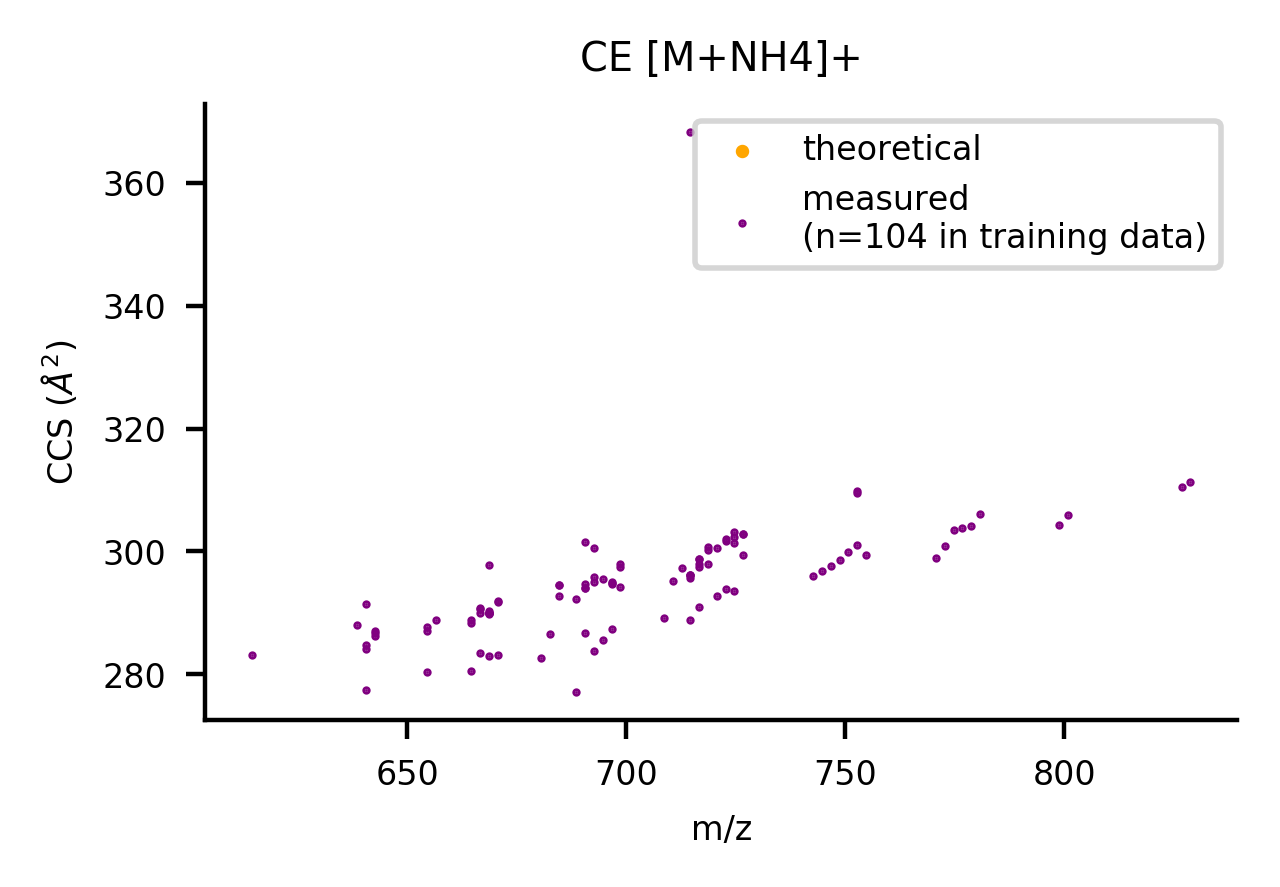 CE [M+NH4]+
theoretical
measured
(n=104 in training data)
360
340
320
300
280
CCS (Å²)
650
700
750
800
m/z